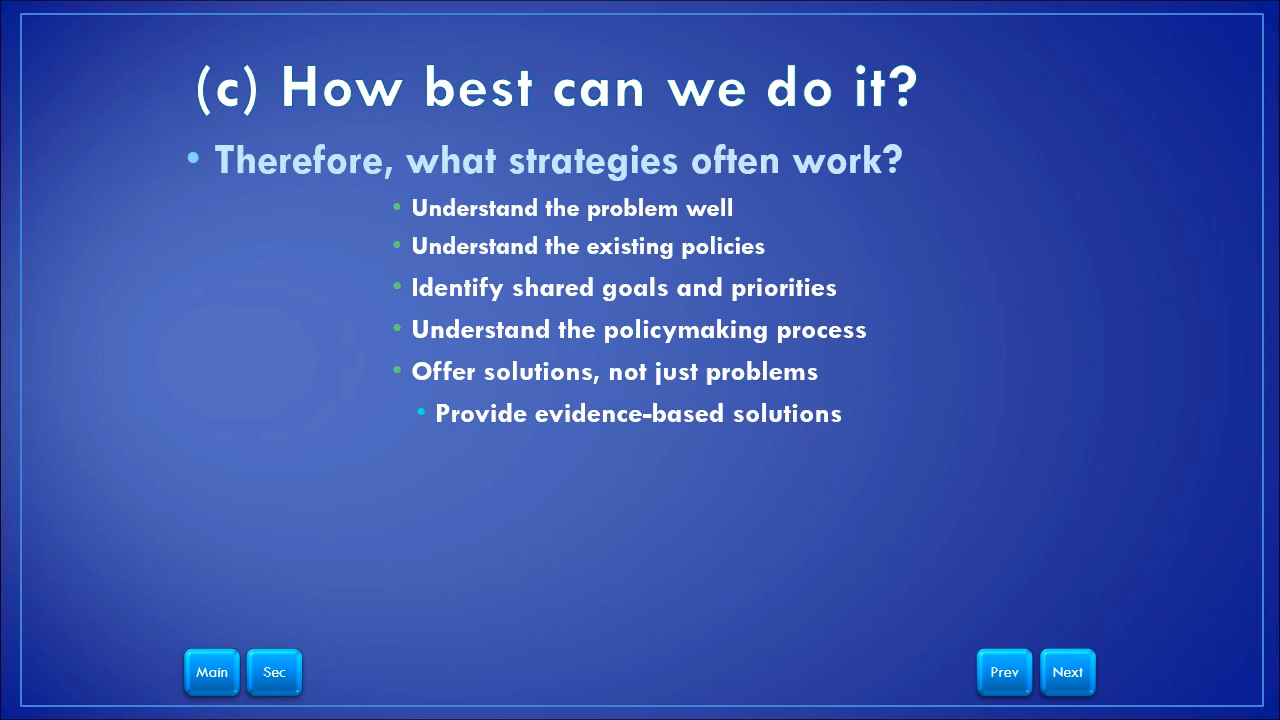 (c) How best can we do it?
• Therefore, what strategies often work?
• Understand the problem well
• Understand the existing policies
• Identify shared goals and priorities
• Understand the policymaking process
• Offer solutions, not just problems
• Provide evidence-based solutions
Main Sec Prev Next